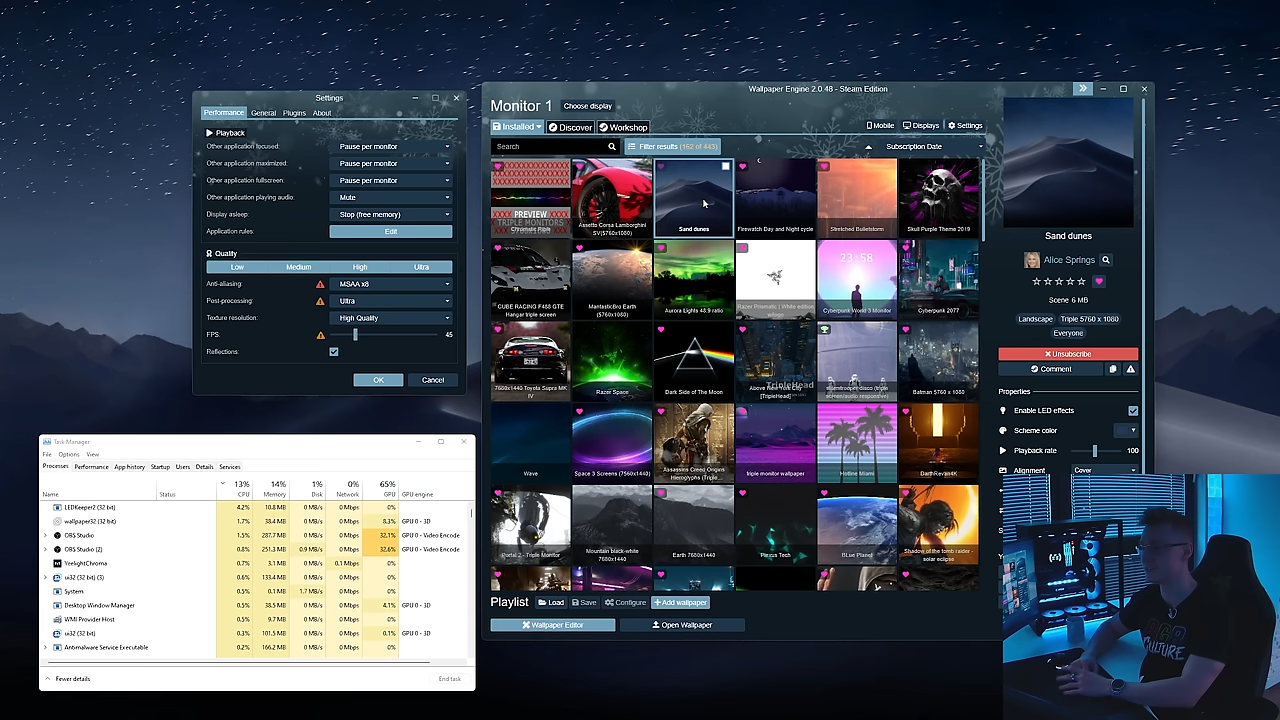 Settings
Performance General Plugins About
Playback
Other application focused: Pause per monitor
Other application maximized: Pause per monitor
Other application fullscreen: Pause per monitor
Other application playing audio: Mute
Display asleep: Stop (free memory)
Application rules: Edit
Quality
Low Medium High Ultra
Anti-aliasing: MSAA x8
Post-processing: Ultra
Texture resolution: High Quality
FPS: 45
Reflections:
OK Cancel
Wallpaper Engine 2.0.48 - Steam Edition
Monitor 1 Choose display
Installed Discover Workshop
Mobile Displays Settings
Search
Filter results (162 of 443)
Subscription Date
PREVIEW
TRIPLE MONITORS
Assetto Corsa Lamborghini SV(5760x1080)
Sand dunes
Firewatch Day and Night cycle
Stretched Bulletstorm
Skull Purple Theme 2019
CUBE RACING F488 GTE Hangar triple screen
MantasticBro Earth (5760x1080)
Aurora Lights 48:9 ratio
23:58
Cyberpunk World 3 Monitor
Cyberpunk 2077
7680x1440 Toyota Supra MK IV
Razer Space
Dark Side Of The Moon
Above New York City [TripleHead]
TripleHead
stormtrooper disco (triple screen/audio responsive)
Batman 5760 x 1080
Wave
Space 3 Screens (7560x1440)
Assassins Creed Origins Hieroglyphs (Triple...
triple monitor wallpaper
Hotline Miami
DarthRevan4K
Portal 2 - Triple Monitor
Mountain black-white 7680x1440
Earth 7680x1440
Plexus Tech
BLue Planet
Shadow of the tomb raider - solar eclipse
Playlist Load Save Configure Add wallpaper
Wallpaper Editor Open Wallpaper
Sand dunes
Alice Springs
Scene 6 MB
Landscape Triple 5760 x 1080
Everyone
Unsubscribe
Comment
Properties
Enable LED effects
Scheme color
Playback rate 100
Alignment Cover
Task Manager
File Options View
Processes Performance App history Startup Users Details Services
13% 14% 1% 0% 65%
Name Status CPU Memory Disk Network GPU GPU engine
LEDKeeper2 (32 bit) 4.2% 10.8 MB 0 MB/s 0 Mbps 0%
wallpaper32 (32 bit) 1.7% 38.4 MB 0 MB/s 0 Mbps 8.3% GPU 0 - 3D
OBS Studio 1.5% 287.7 MB 0 MB/s 0 Mbps 32.1% GPU 0 - Video Encode
OBS Studio (2) 0.8% 251.3 MB 0.9 MB/s 0 Mbps 32.6% GPU 0 - Video Encode
YeelightChroma 0.7% 3.1 MB 0 MB/s 0.1 Mbps 0%
ui32 (32 bit) (3) 0.6% 133.4 MB 0 MB/s 0 Mbps 0%
System 0.5% 0.1 MB 1.7 MB/s 0 Mbps 0%
Desktop Window Manager 0.5% 38.5 MB 0 MB/s 0 Mbps 4.1% GPU 0 - 3D
WMI Provider Host 0.5% 9.7 MB 0 MB/s 0 Mbps 0%
ui32 (32 bit) 0.3% 101.5 MB 0 MB/s 0 Mbps 0.1% GPU 0 - 3D
Antimalware Service Executable 0.2% 166.2 MB 0 MB/s 0 Mbps 0%
Fewer details End task
RGB
CULTURE